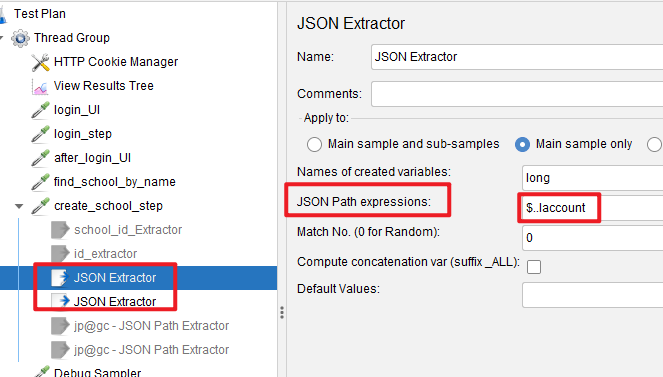 Test Plan
Thread Group
HTTP Cookie Manager
View Results Tree
login_UI
login_step
after_login_UI
find_school_by_name
create_school_step
school_id_Extractor
id_extractor
JSON Extractor
JSON Extractor
jp@gc - JSON Path Extractor
jp@gc - JSON Path Extractor
Debug Sampler
JSON Extractor
Name: JSON Extractor
Comments:
Apply to:
Main sample and sub-samples Main sample only
Names of created variables: long
JSON Path expressions: $..laccount
Match No. (0 for Random): 0
Compute concatenation var (suffix _ALL):
Default Values: